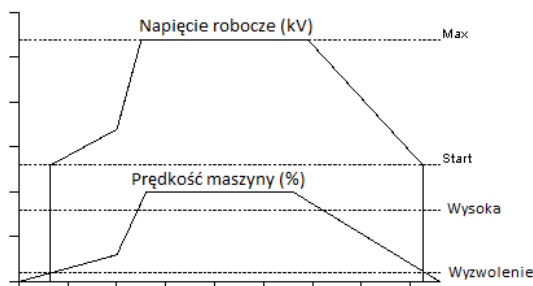 Napięcie robocze (kV)
Max
Start
Prędkość maszyny (%)
Wysoka
Wyzwolenie